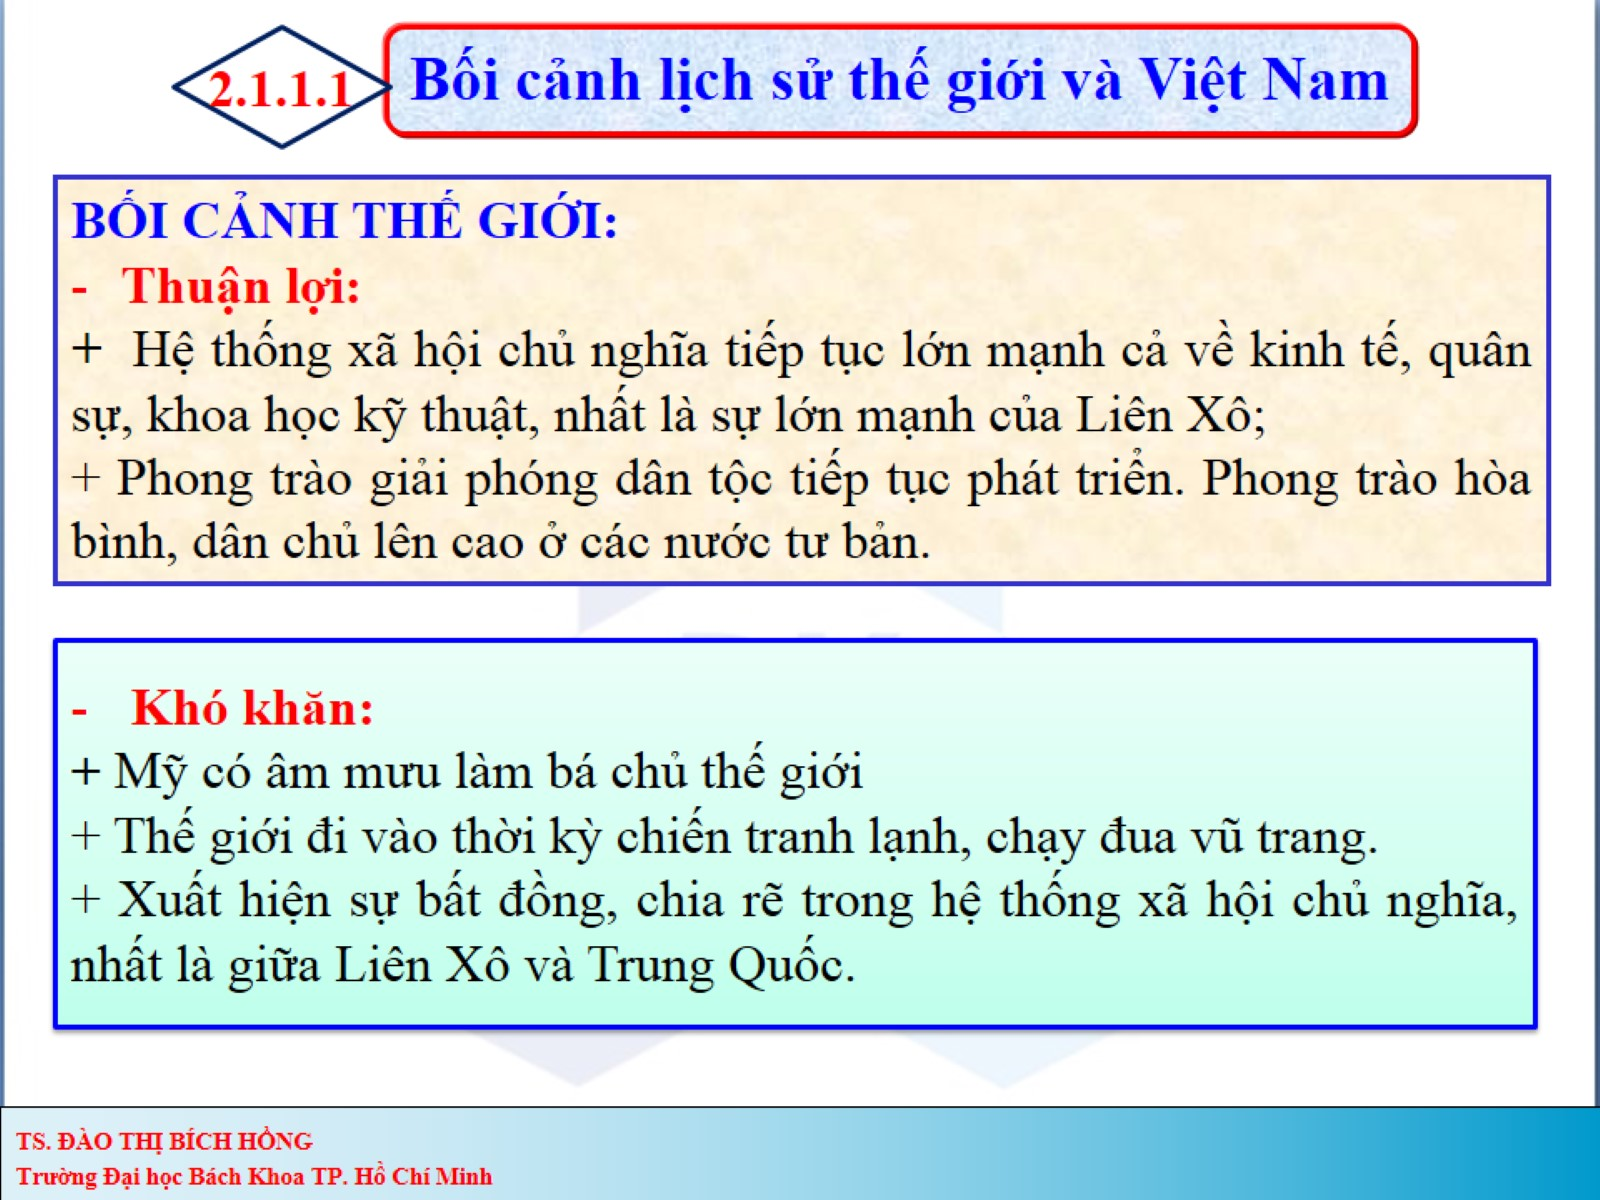 2.1.1.1 Bối cảnh lịch sử thế giới và Việt Nam
BỐI CẢNH THẾ GIỚI:
- Thuận lợi:
+ Hệ thống xã hội chủ nghĩa tiếp tục lớn mạnh cả về kinh tế, quân
sự, khoa học kỹ thuật, nhất là sự lớn mạnh của Liên Xô;
+ Phong trào giải phóng dân tộc tiếp tục phát triển. Phong trào hòa
bình, dân chủ lên cao ở các nước tư bản.
- Khó khăn:
+ Mỹ có âm mưu làm bá chủ thế giới
+ Thế giới đi vào thời kỳ chiến tranh lạnh, chạy đua vũ trang.
+ Xuất hiện sự bất đồng, chia rẽ trong hệ thống xã hội chủ nghĩa,
nhất là giữa Liên Xô và Trung Quốc.
TS. ĐÀO THỊ BÍCH HỒNG
Trường Đại học Bách Khoa TP. Hồ Chí Minh